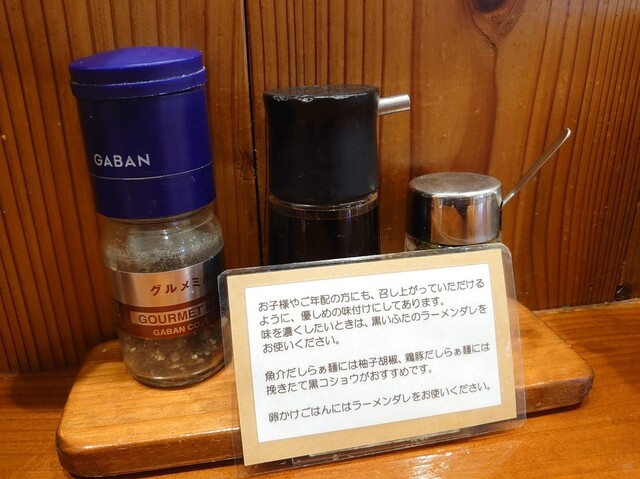 GABAN
グルメミ
GOURMET
GABAN CO.
お子様やご年配の方にも、召し上がっていただける
ように、優しめの味付けにしてあります。
味を濃くしたいときは、黒いふたのラーメンダレを
お使いください。
魚介だしらぁ麺には柚子胡椒、鶏豚だしらぁ麺には
挽きたて黒コショウがおすすめです。
卵かけごはんにはラーメンダレをお使いください。